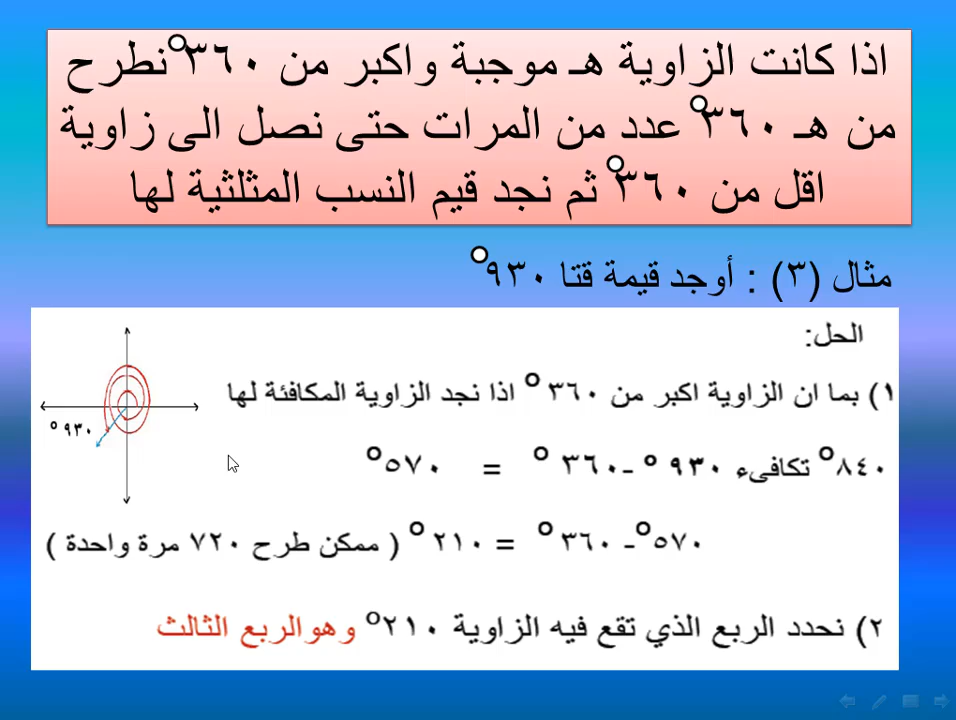 اذا كانت الزاوية هـ موجبة واكبر من ٣٦٠° نطرح
من هـ ٣٦٠° عدد من المرات حتى نصل الى زاوية
اقل من ٣٦٠° ثم نجد قيم النسب المثلثية لها
مثال (٣) : أوجد قيمة قتا ٩٣٠°
الحل:
١) بما ان الزاوية اكبر من ٣٦٠° اذا نجد الزاوية المكافئة لها
٩٣٠°
٨٤٠° تكافىء ٩٣٠° - ٣٦٠° = ٥٧٠°
٥٧٠° - ٣٦٠° = ٢١٠° ( ممكن طرح ٧٢٠ مرة واحدة )
٢) نحدد الربع الذي تقع فيه الزاوية ٢١٠° وهو الربع الثالث